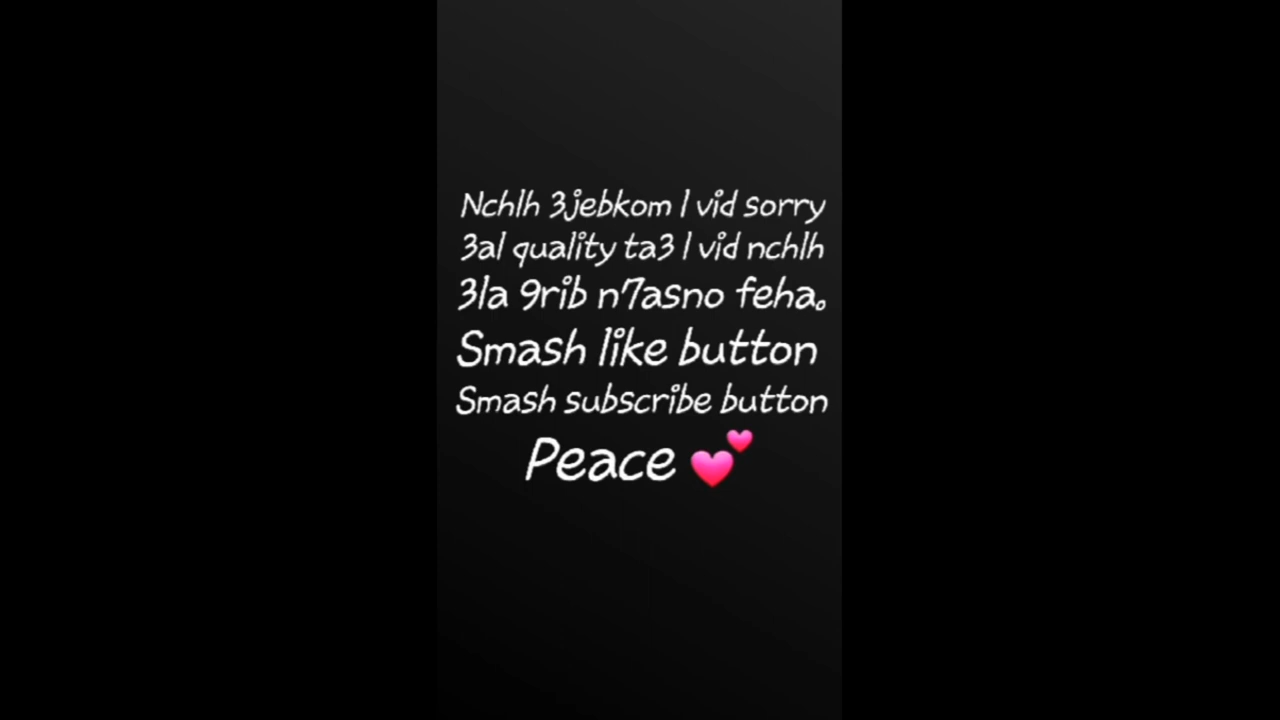 Nchlh 3jebkom l vid sorry
3al quality ta3 l vid nchlh
3la 9rib n7asno feha.
Smash like button
Smash subscribe button
Peace 💕